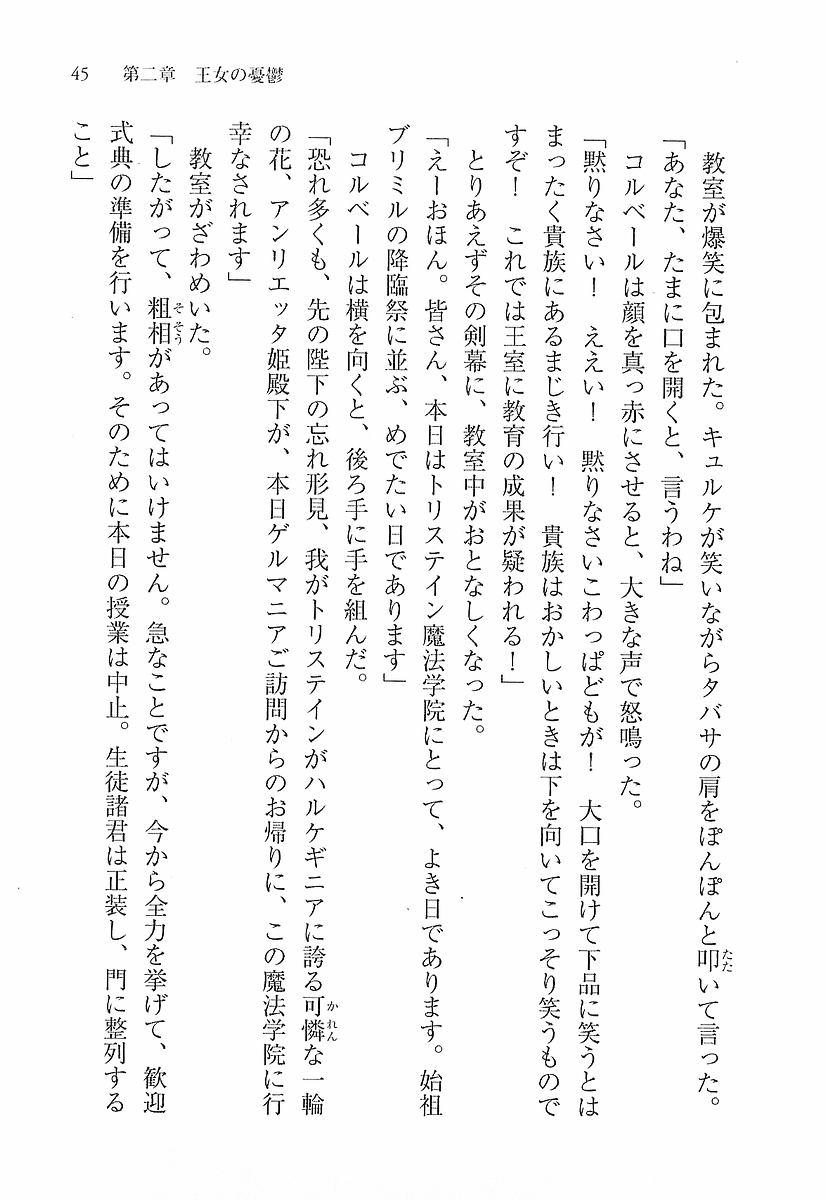 45　第二章　王女の憂鬱
　教室が爆笑に包まれた。キュルケが笑いながらタバサの肩をぽんぽんと叩いて言った。
「あなた、たまに口を開くと、言うわね」
　コルベールは顔を真っ赤にさせると、大きな声で怒鳴った。
「黙りなさい！　ええい！　黙りなさいこわっぱどもが！　大口を開けて下品に笑うとは
まったく貴族にあるまじき行い！　貴族はおかしいときは下を向いてこっそり笑うもので
すぞ！　これでは王室に教育の成果が疑われる！」
　とりあえずその剣幕に、教室中がおとなしくなった。
「えーおほん。皆さん、本日はトリステイン魔法学院にとって、よき日であります。始祖
ブリミルの降臨祭に並ぶ、めでたい日であります」
　コルベールは横を向くと、後ろ手に手を組んだ。
「恐れ多くも、先の陛下の忘れ形見、我がトリステインがハルケギニアに誇る可憐な一輪
の花、アンリエッタ姫殿下が、本日ゲルマニアご訪問からのお帰りに、この魔法学院に行
幸なされます」
　教室がざわめいた。
「したがって、粗相があってはいけません。急なことですが、今から全力を挙げて、歓迎
式典の準備を行います。そのために本日の授業は中止。生徒諸君は正装し、門に整列する
こと」